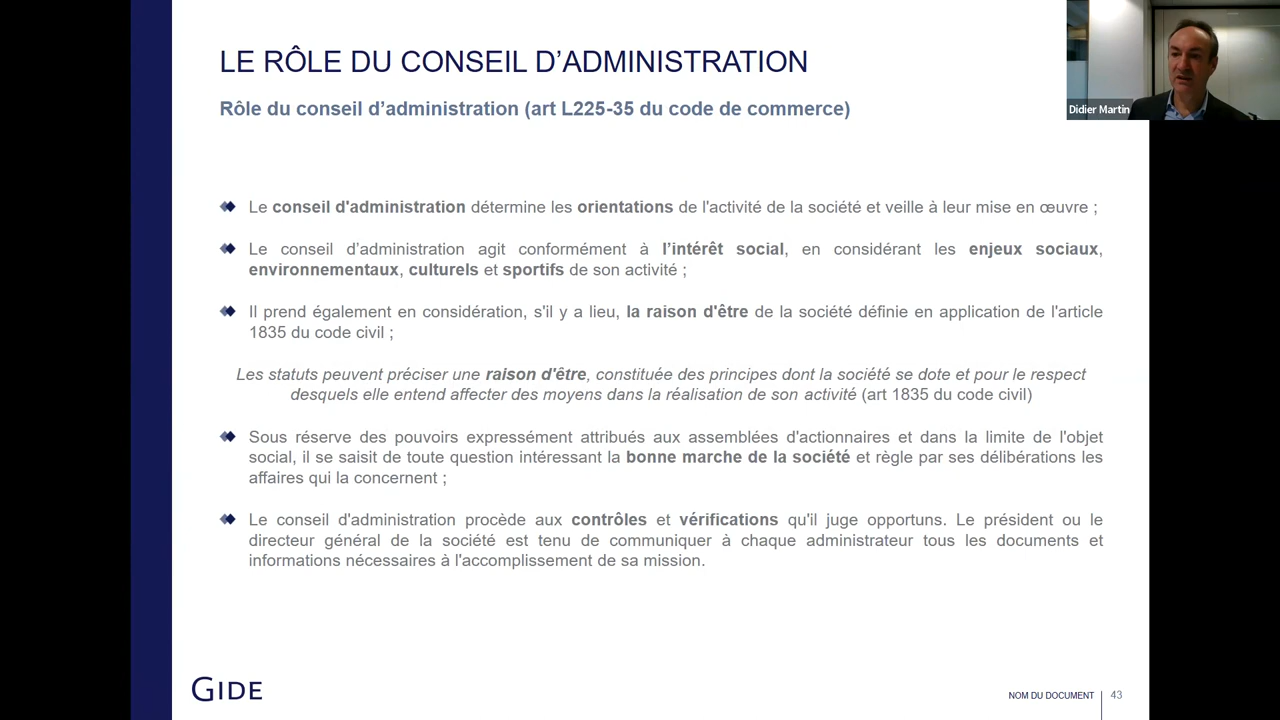 LE RÔLE DU CONSEIL D’ADMINISTRATION
Rôle du conseil d’administration (art L225-35 du code de commerce)
Didier Martin
Le conseil d'administration détermine les orientations de l'activité de la société et veille à leur mise en œuvre ;
Le conseil d’administration agit conformément à l’intérêt social, en considérant les enjeux sociaux,
environnementaux, culturels et sportifs de son activité ;
Il prend également en considération, s'il y a lieu, la raison d'être de la société définie en application de l'article
1835 du code civil ;
Les statuts peuvent préciser une raison d'être, constituée des principes dont la société se dote et pour le respect
desquels elle entend affecter des moyens dans la réalisation de son activité (art 1835 du code civil)
Sous réserve des pouvoirs expressément attribués aux assemblées d'actionnaires et dans la limite de l'objet
social, il se saisit de toute question intéressant la bonne marche de la société et règle par ses délibérations les
affaires qui la concernent ;
Le conseil d'administration procède aux contrôles et vérifications qu'il juge opportuns. Le président ou le
directeur général de la société est tenu de communiquer à chaque administrateur tous les documents et
informations nécessaires à l'accomplissement de sa mission.
GIDE
NOM DU DOCUMENT 43